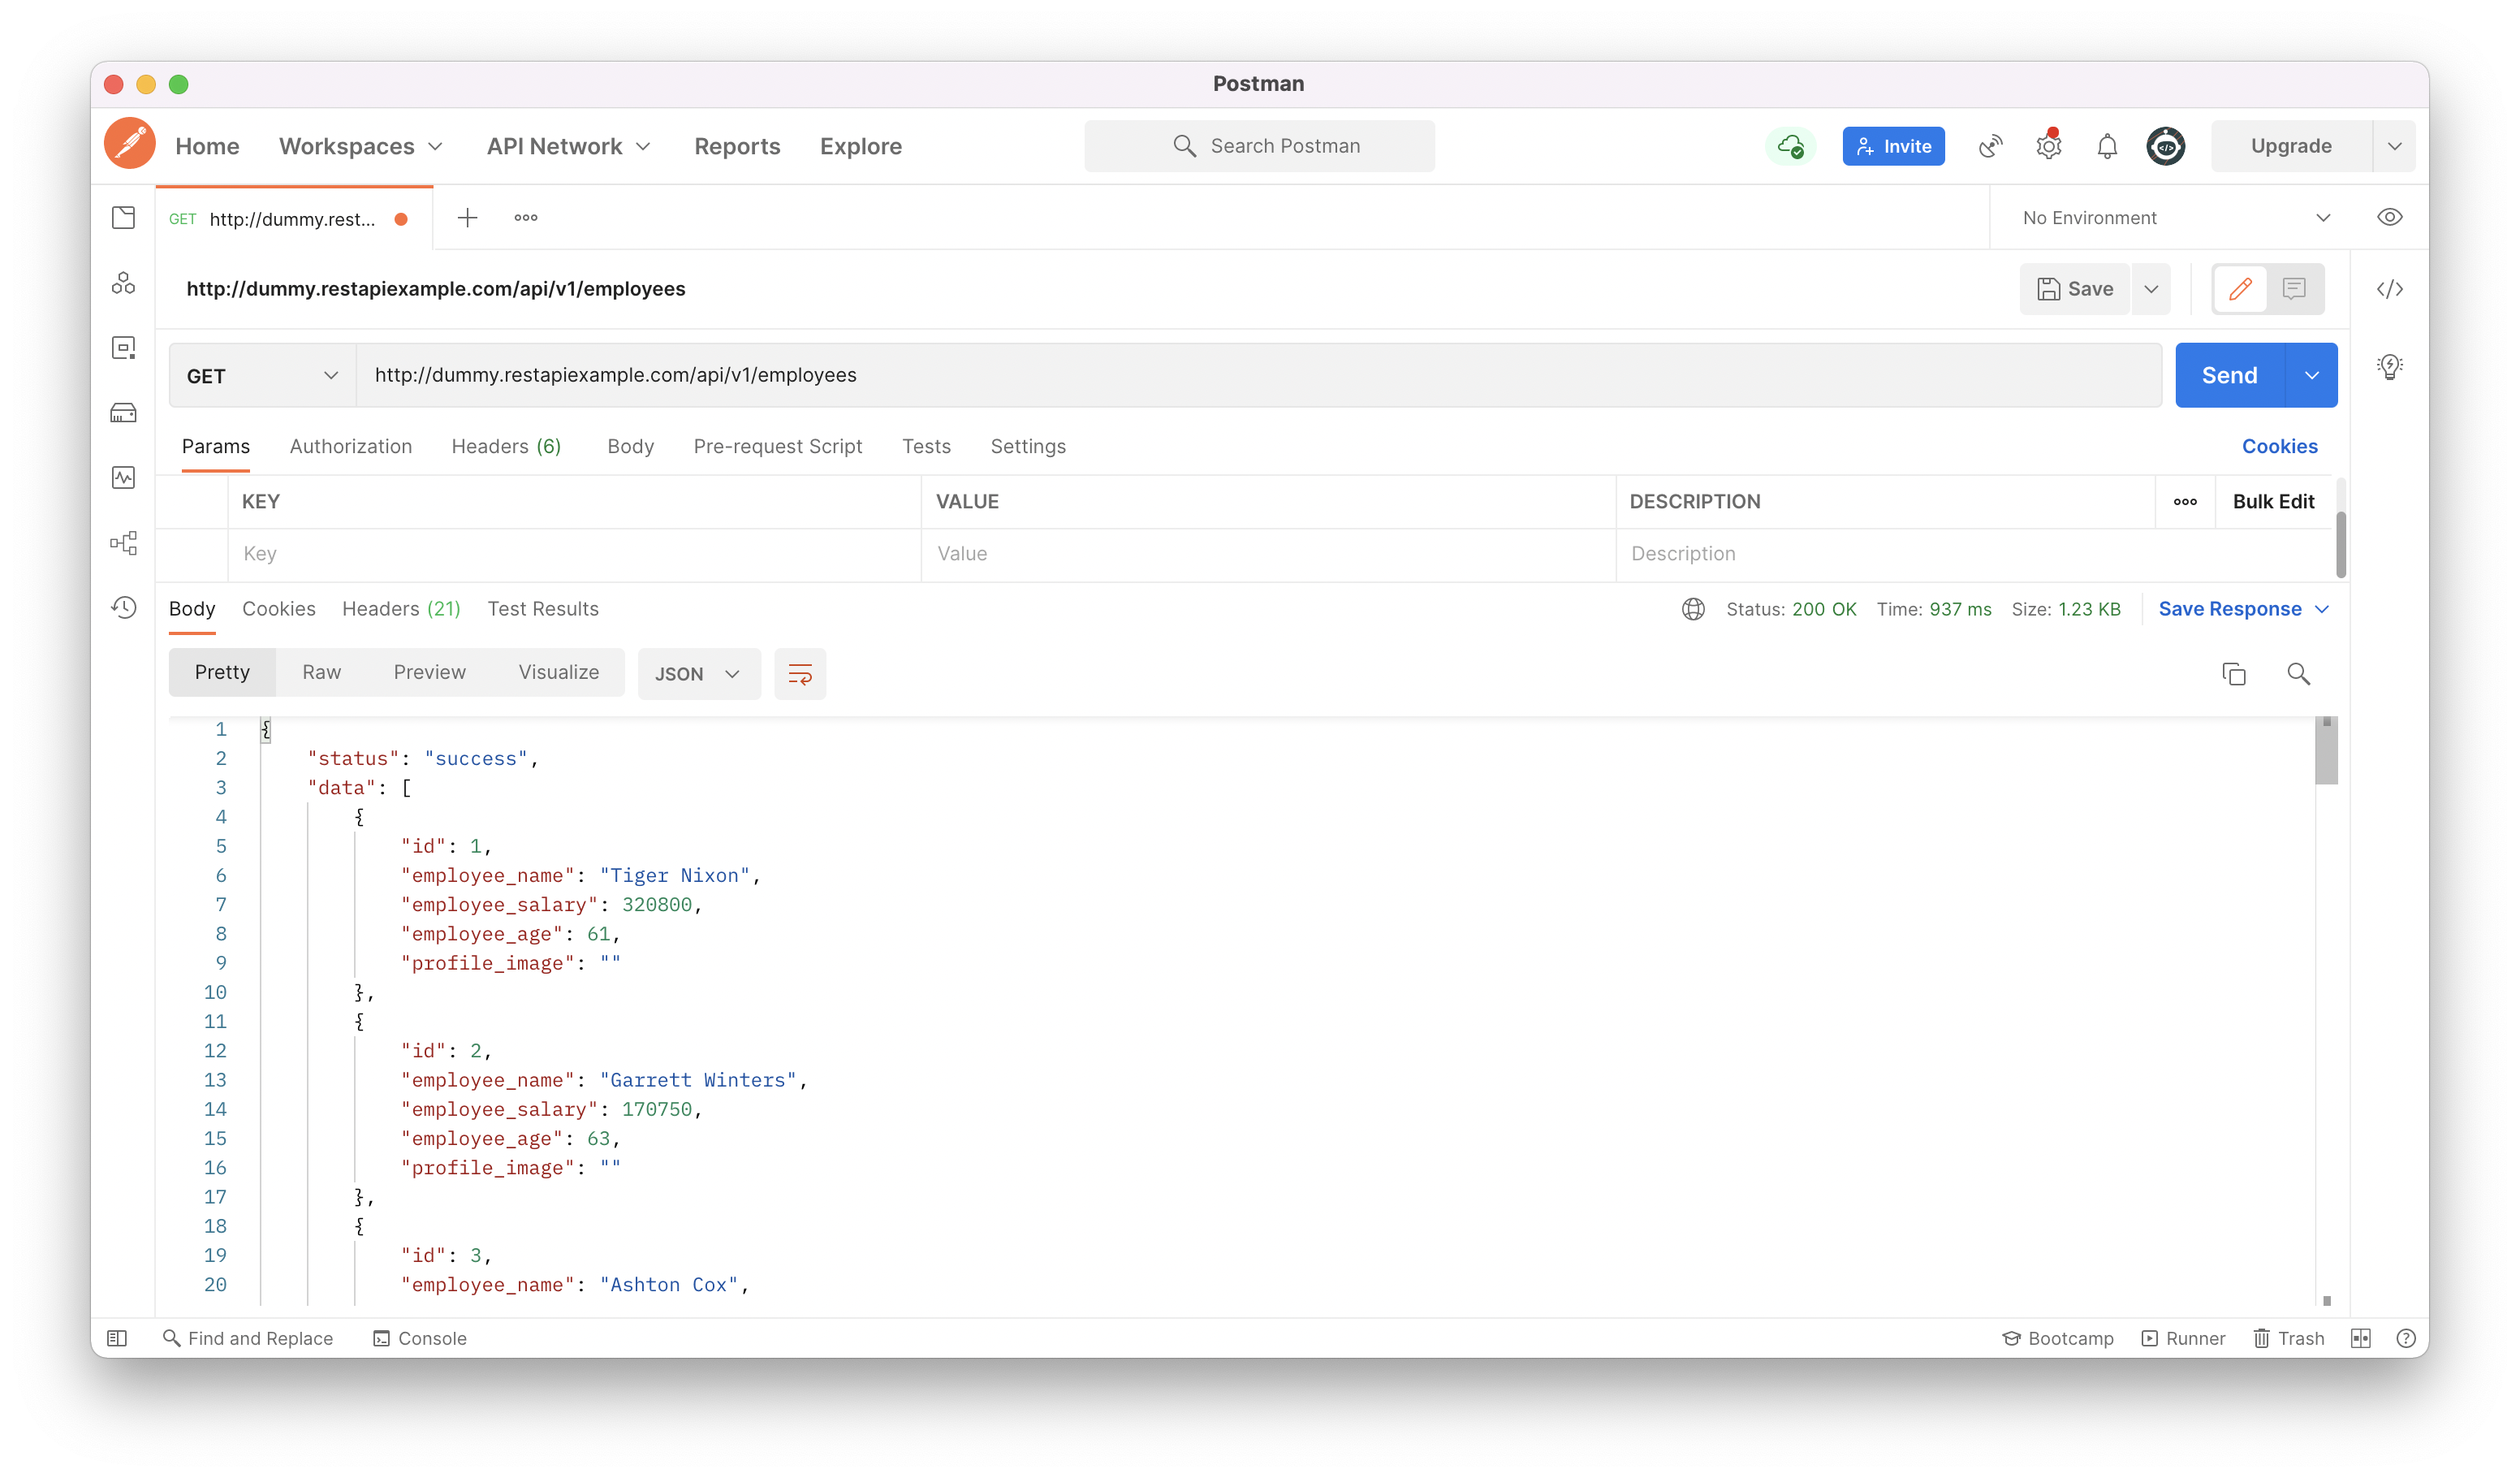 Postman
Home Workspaces API Network Reports Explore Search Postman Invite Upgrade
GET http://dummy.rest... No Environment
http://dummy.restapiexample.com/api/v1/employees Save
GET http://dummy.restapiexample.com/api/v1/employees Send
Params Authorization Headers (6) Body Pre-request Script Tests Settings Cookies
KEY VALUE DESCRIPTION Bulk Edit
Key Value Description
Body Cookies Headers (21) Test Results Status: 200 OK Time: 937 ms Size: 1.23 KB Save Response
Pretty Raw Preview Visualize JSON
1 {
2 "status": "success",
3 "data": [
4 {
5 "id": 1,
6 "employee_name": "Tiger Nixon",
7 "employee_salary": 320800,
8 "employee_age": 61,
9 "profile_image": ""
10 },
11 {
12 "id": 2,
13 "employee_name": "Garrett Winters",
14 "employee_salary": 170750,
15 "employee_age": 63,
16 "profile_image": ""
17 },
18 {
19 "id": 3,
20 "employee_name": "Ashton Cox",
Find and Replace Console Bootcamp Runner Trash